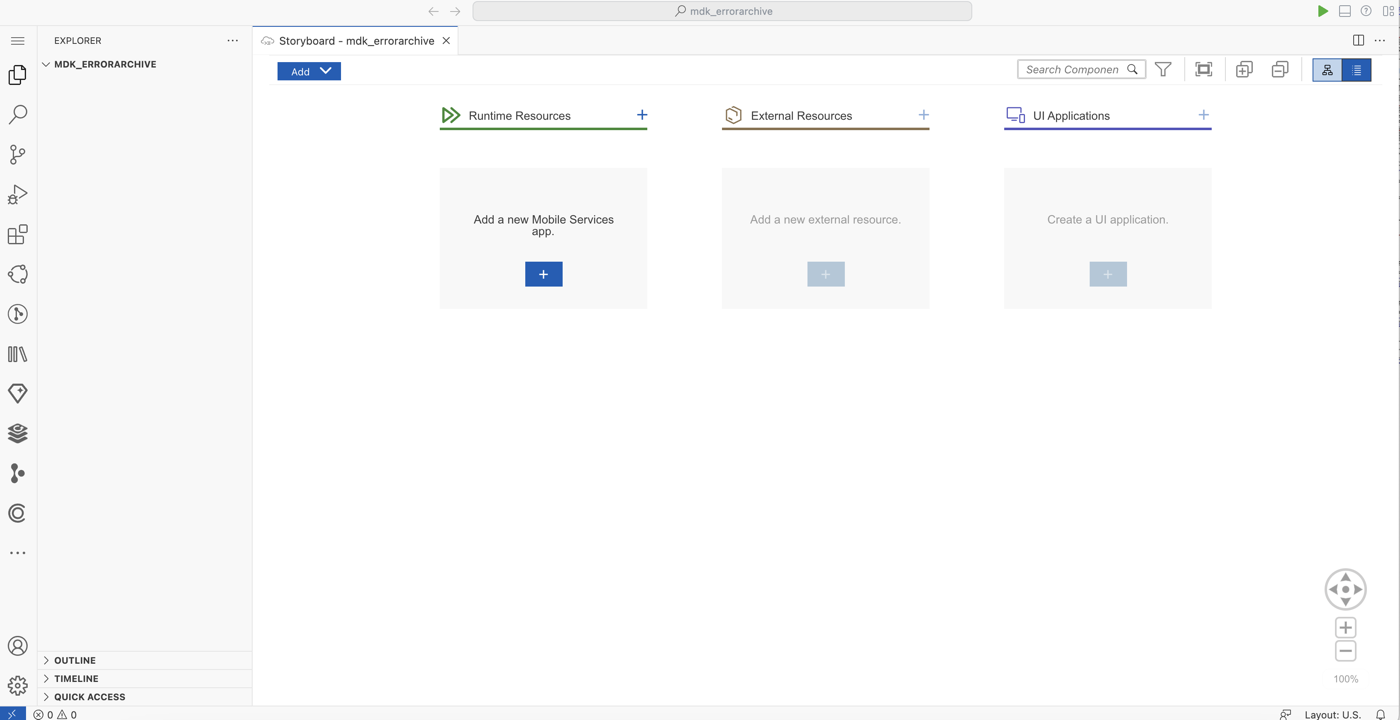 mdk_errorarchive
EXPLORER
MDK_ERRORARCHIVE
Storyboard - mdk_errorarchive
Add
Search Componen
Runtime Resources
External Resources
UI Applications
Add a new Mobile Services
app.
Add a new external resource.
Create a UI application.
100%
OUTLINE
TIMELINE
QUICK ACCESS
0 0
Layout: U.S.